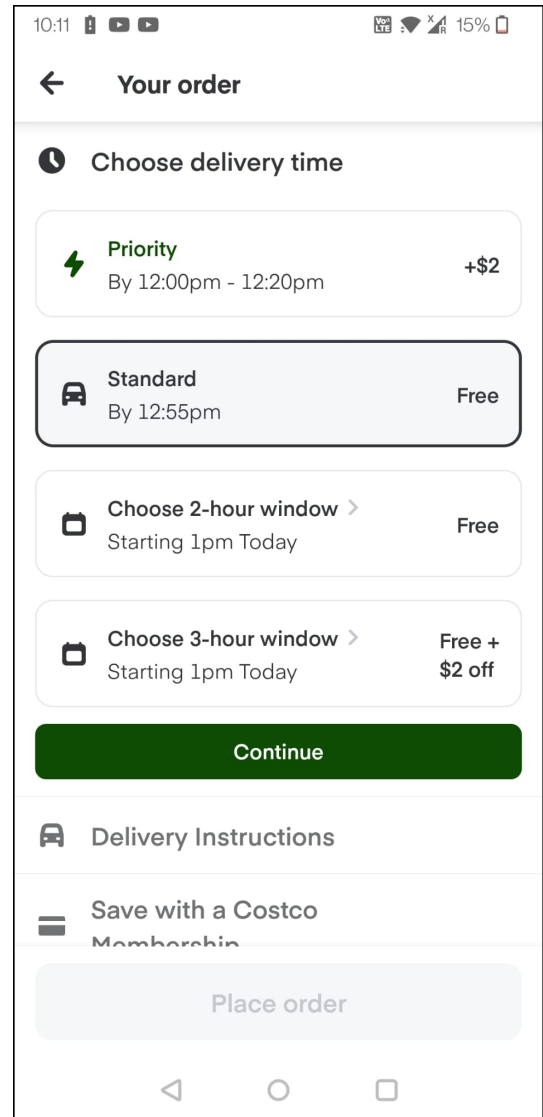 10:11 15%
Your order
Choose delivery time
Priority
By 12:00pm - 12:20pm
+$2
Standard
By 12:55pm
Free
Choose 2-hour window
Starting 1pm Today
Free
Choose 3-hour window
Starting 1pm Today
Free +
$2 off
Continue
Delivery Instructions
Save with a Costco
Membership
Place order